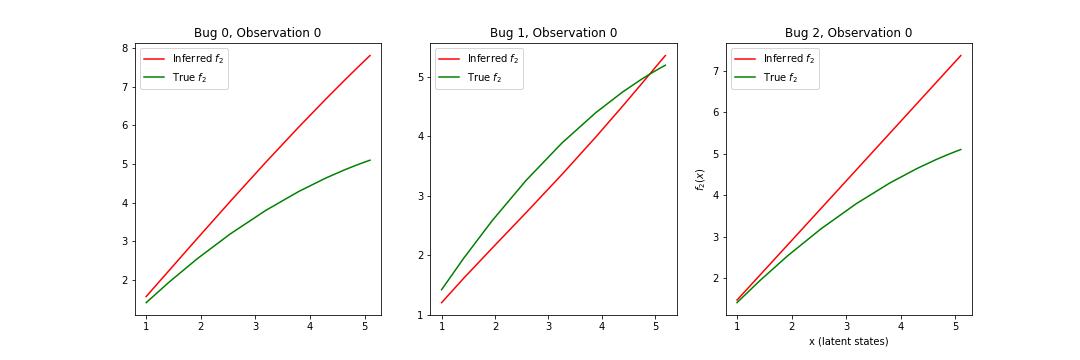 Bug 0, Observation 0
Inferred f₂
True f₂
8
7
6
5
4
3
2
1 2 3 4 5
Bug 1, Observation 0
Inferred f₂
True f₂
5
4
3
2
1
1 2 3 4 5
Bug 2, Observation 0
Inferred f₂
True f₂
f₂(x)
7
6
5
4
3
2
1 2 3 4 5
x (latent states)